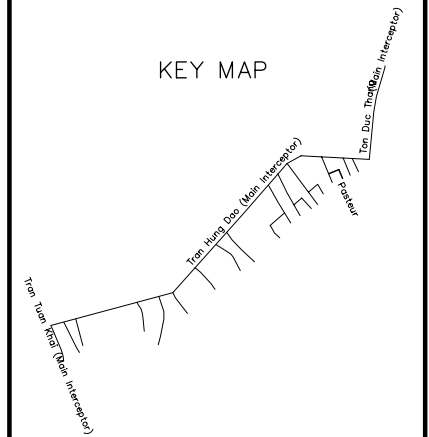 KEY MAP
Ton Duc Thang (Main Interceptor)
Tran Hung Dao (Main Interceptor)
Pasteur
Tran Tuan Khai (Main Interceptor)